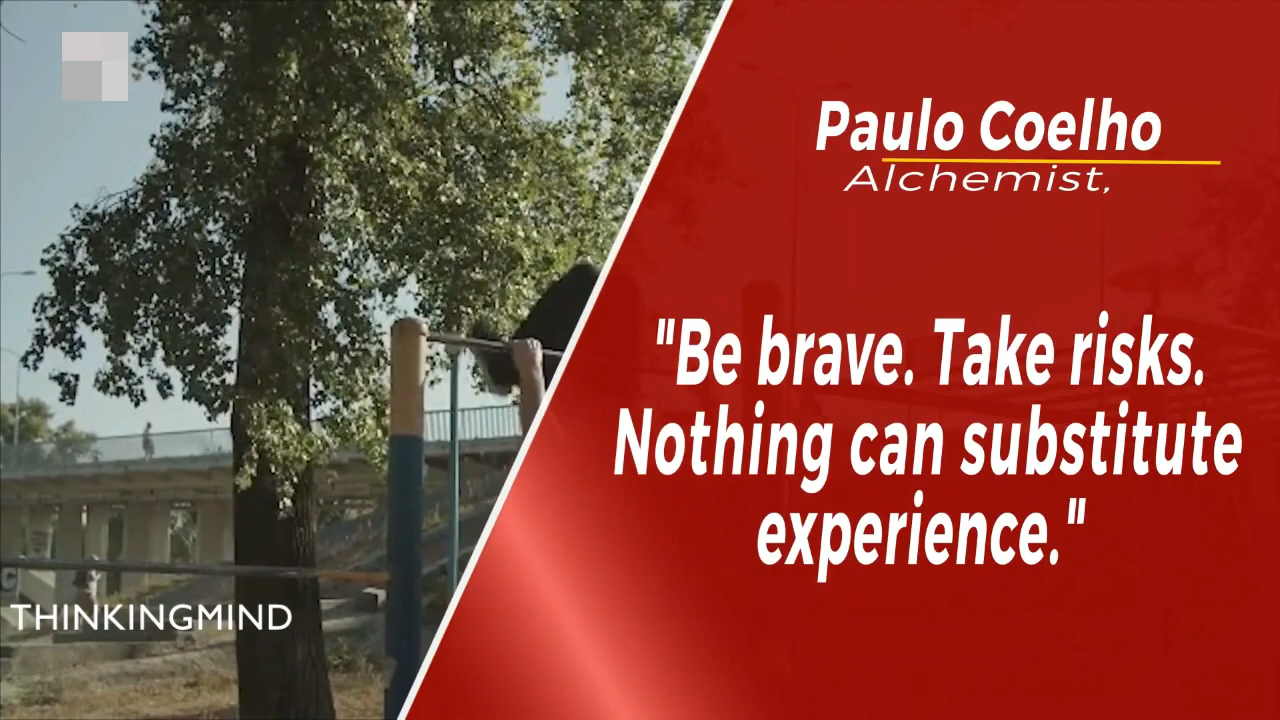 Paulo Coelho
Alchemist,
"Be brave. Take risks.
Nothing can substitute
experience."
THINKINGMIND